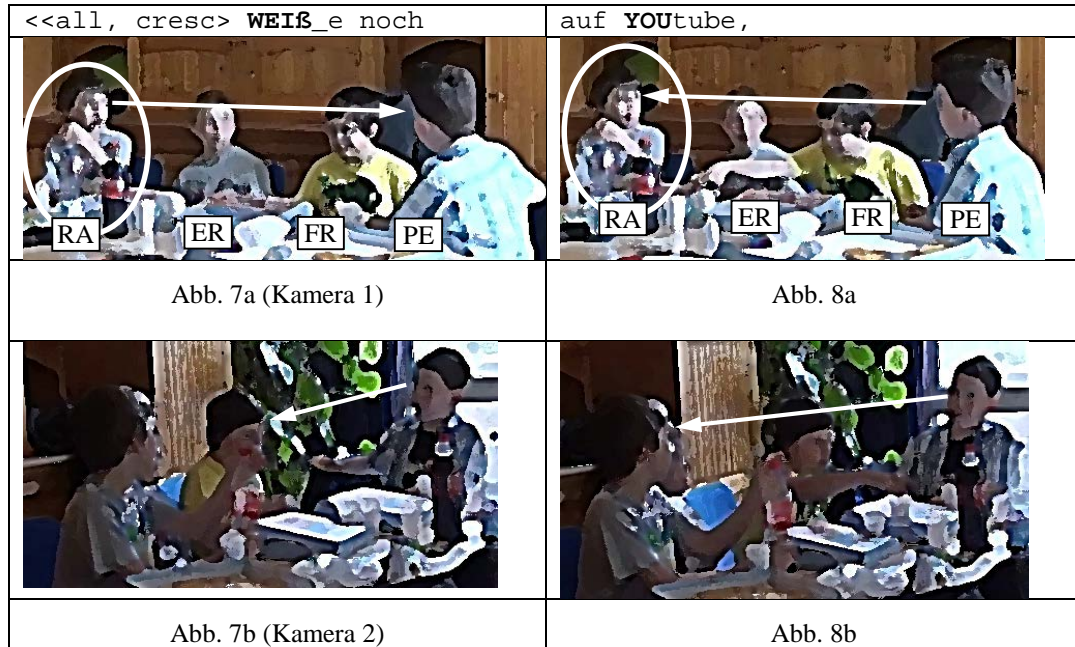 <<all, cresc> WEIß_e noch
auf YOUtube,
RA
ER
FR
PE
RA
ER
FR
PE
Abb. 7a (Kamera 1)
Abb. 8a
Abb. 7b (Kamera 2)
Abb. 8b